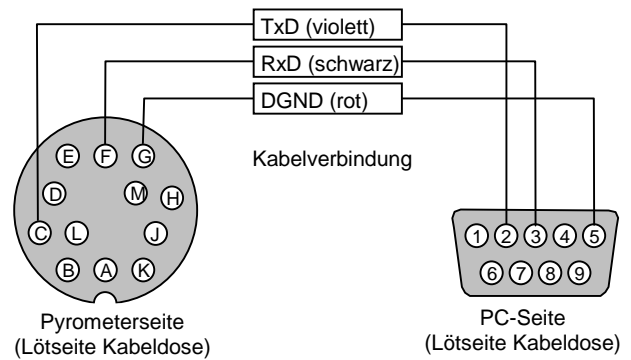 TxD (violett)
RxD (schwarz)
DGND (rot)
Kabelverbindung
E F G
D M H
C L J
B A K
1 2 3 4 5
6 7 8 9
Pyrometerseite
(Lötseite Kabeldose)
PC-Seite
(Lötseite Kabeldose)